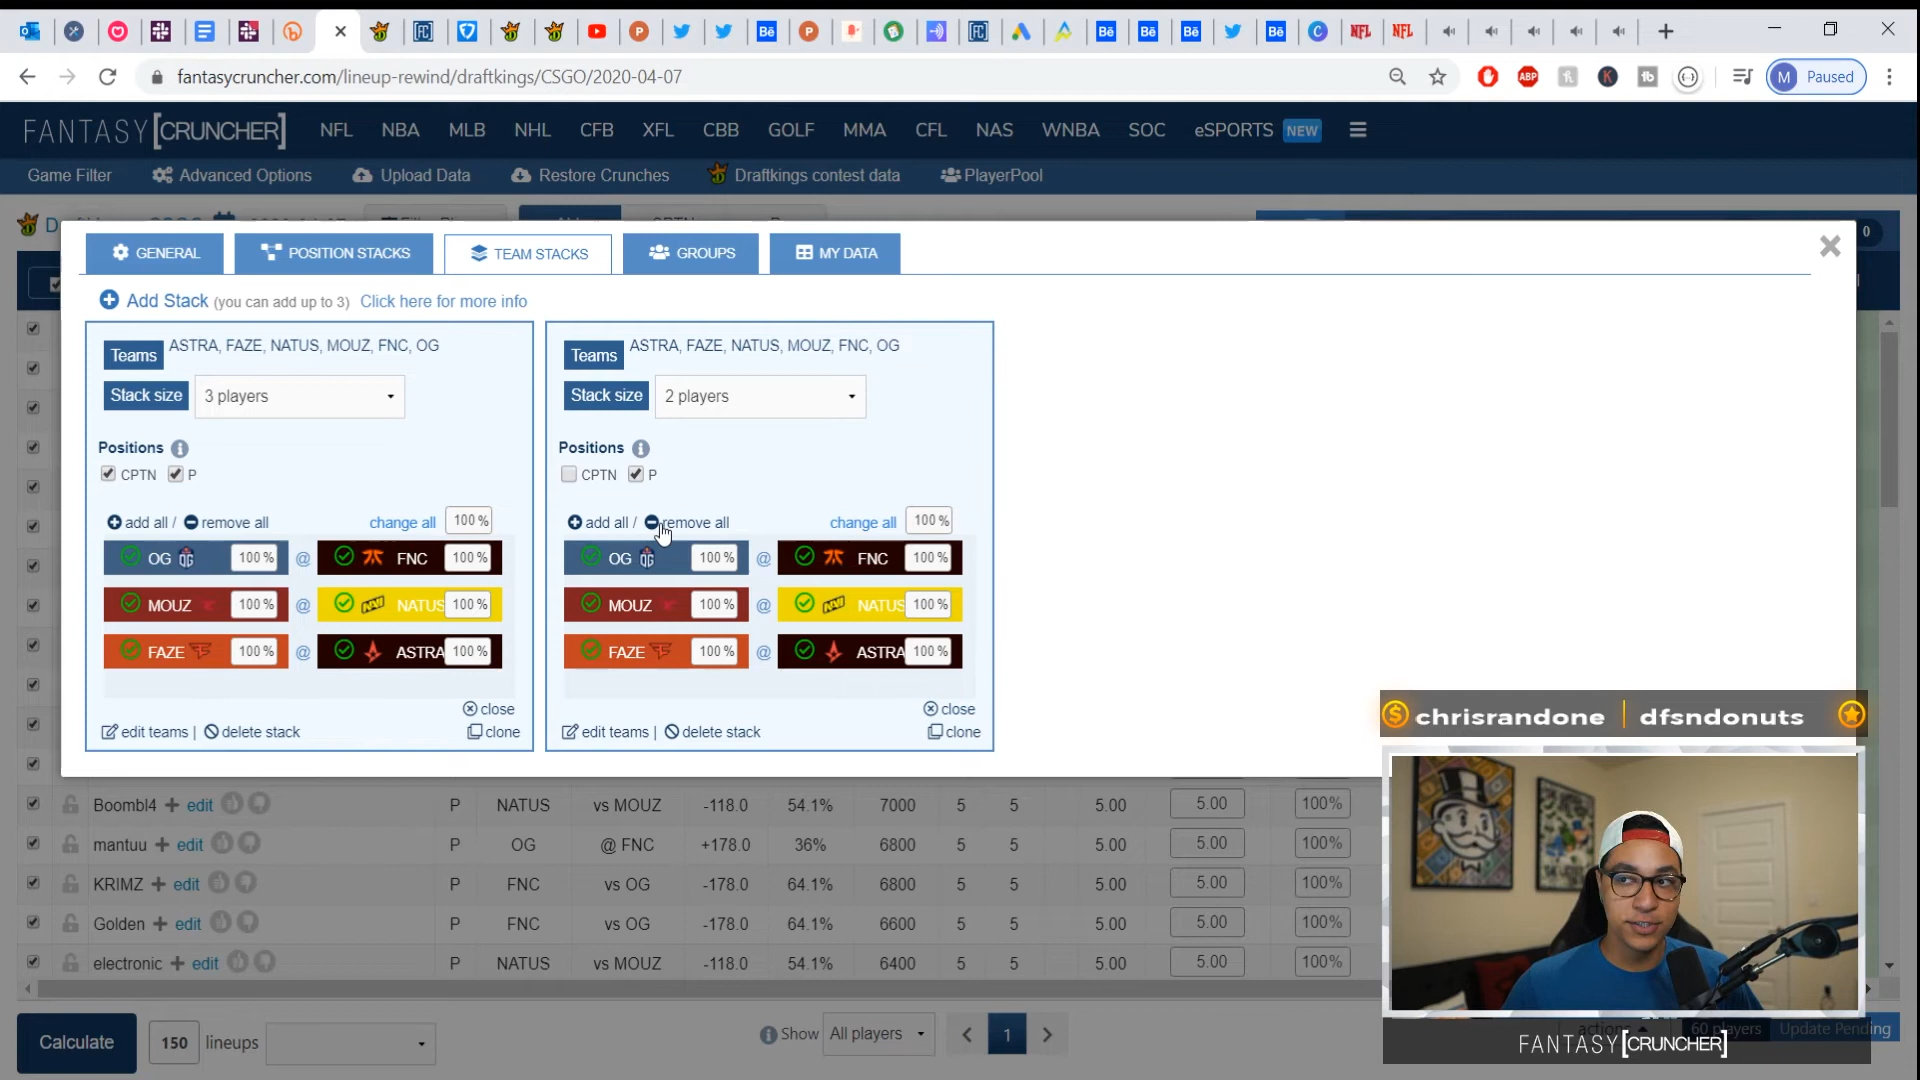 fantasycruncher.com/lineup-rewind/draftkings/CSGO/2020-04-07
ABP
tb
M Paused
FANTASY[CRUNCHER] NFL NBA MLB NHL CFB XFL CBB GOLF MMA CFL NAS WNBA SOC eSPORTS NEW
Game Filter Advanced Options Upload Data Restore Crunches Draftkings contest data PlayerPool
GENERAL POSITION STACKS TEAM STACKS GROUPS MY DATA
0
Add Stack (you can add up to 3) Click here for more info
Teams ASTRA, FAZE, NATUS, MOUZ, FNC, OG
Stack size 3 players
Positions
CPTN P
add all / remove all change all 100 %
OG 100 % @ FNC 100 %
MOUZ 100 % @ NATUS 100 %
FAZE 100 % @ ASTRA 100 %
close
edit teams | delete stack clone
Teams ASTRA, FAZE, NATUS, MOUZ, FNC, OG
Stack size 2 players
Positions
CPTN P
add all / remove all change all 100 %
OG 100 % @ FNC 100 %
MOUZ 100 % @ NATUS 100 %
FAZE 100 % @ ASTRA 100 %
close
edit teams | delete stack clone
chrisrandone | dfsndonuts
Boombl4 + edit P NATUS vs MOUZ -118.0 54.1% 7000 5 5 5.00 5.00 100%
mantuu + edit P OG @ FNC +178.0 36% 6800 5 5 5.00 5.00 100%
KRIMZ + edit P FNC vs OG -178.0 64.1% 6800 5 5 5.00 5.00 100%
Golden + edit P FNC vs OG -178.0 64.1% 6600 5 5 5.00 5.00 100%
electronic + edit P NATUS vs MOUZ -118.0 54.1% 6400 5 5 5.00 5.00 100%
Calculate 150 lineups Show All players 1
actions 60 players Update Pending
FANTASY[CRUNCHER]